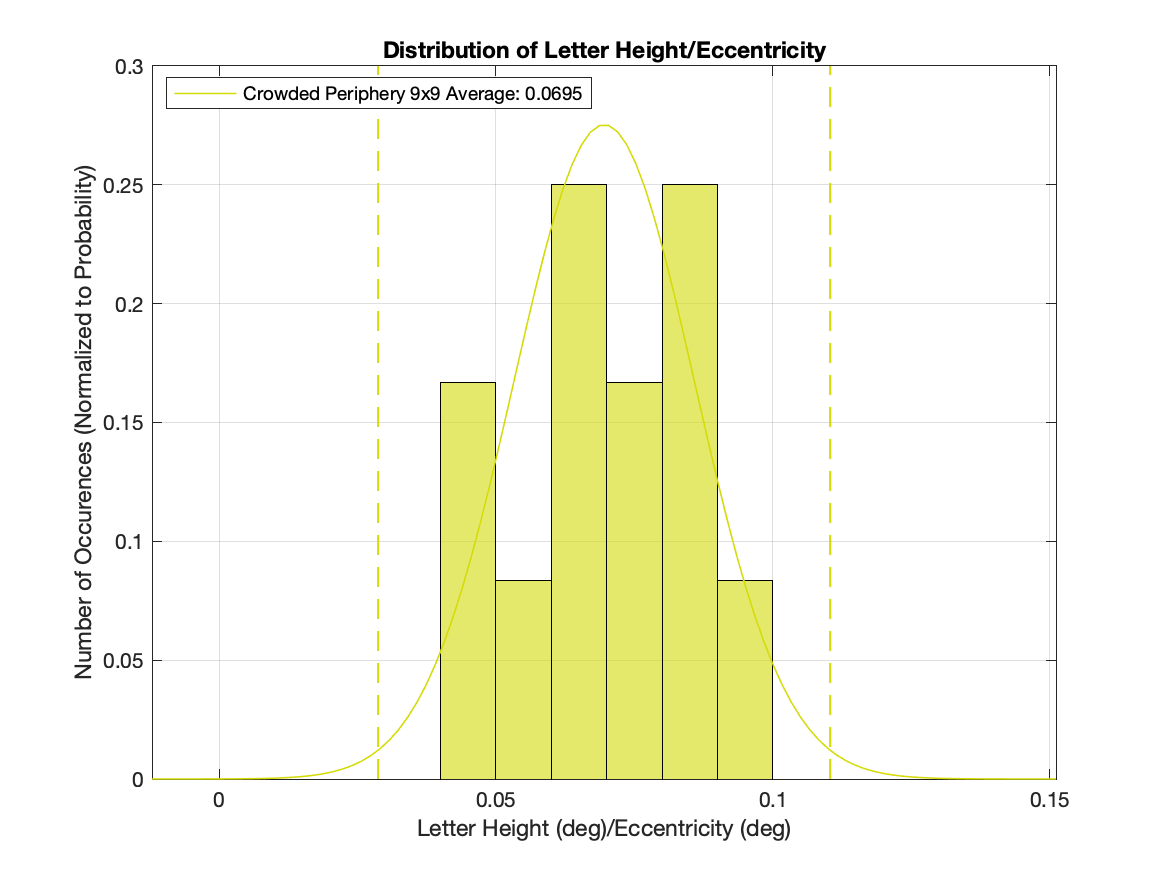 Distribution of Letter Height/Eccentricity
Crowded Periphery 9x9 Average: 0.0695
Number of Occurences (Normalized to Probability)
0.3
0.25
0.2
0.15
0.1
0.05
0
0
0.05
0.1
0.15
Letter Height (deg)/Eccentricity (deg)